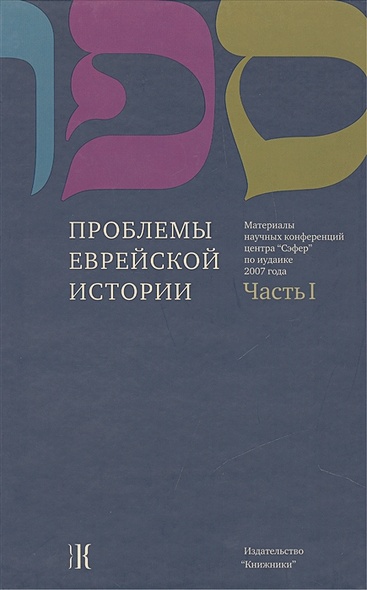 ספר
ПРОБЛЕМЫ
ЕВРЕЙСКОЙ
ИСТОРИИ
Материалы
научных конференций
центра “Сэфер”
по иудаике
2007 года
Часть I
Издательство
“Книжники”